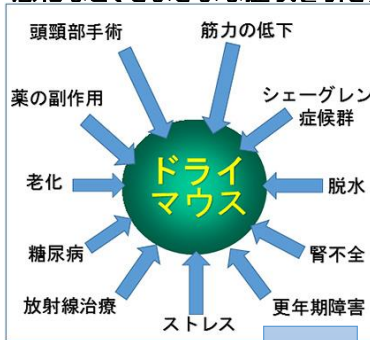 頭頸部手術
筋力の低下
薬の副作用
シェーグレン
症候群
老化
ドライ
マウス
脱水
糖尿病
腎不全
放射線治療
更年期障害
ストレス